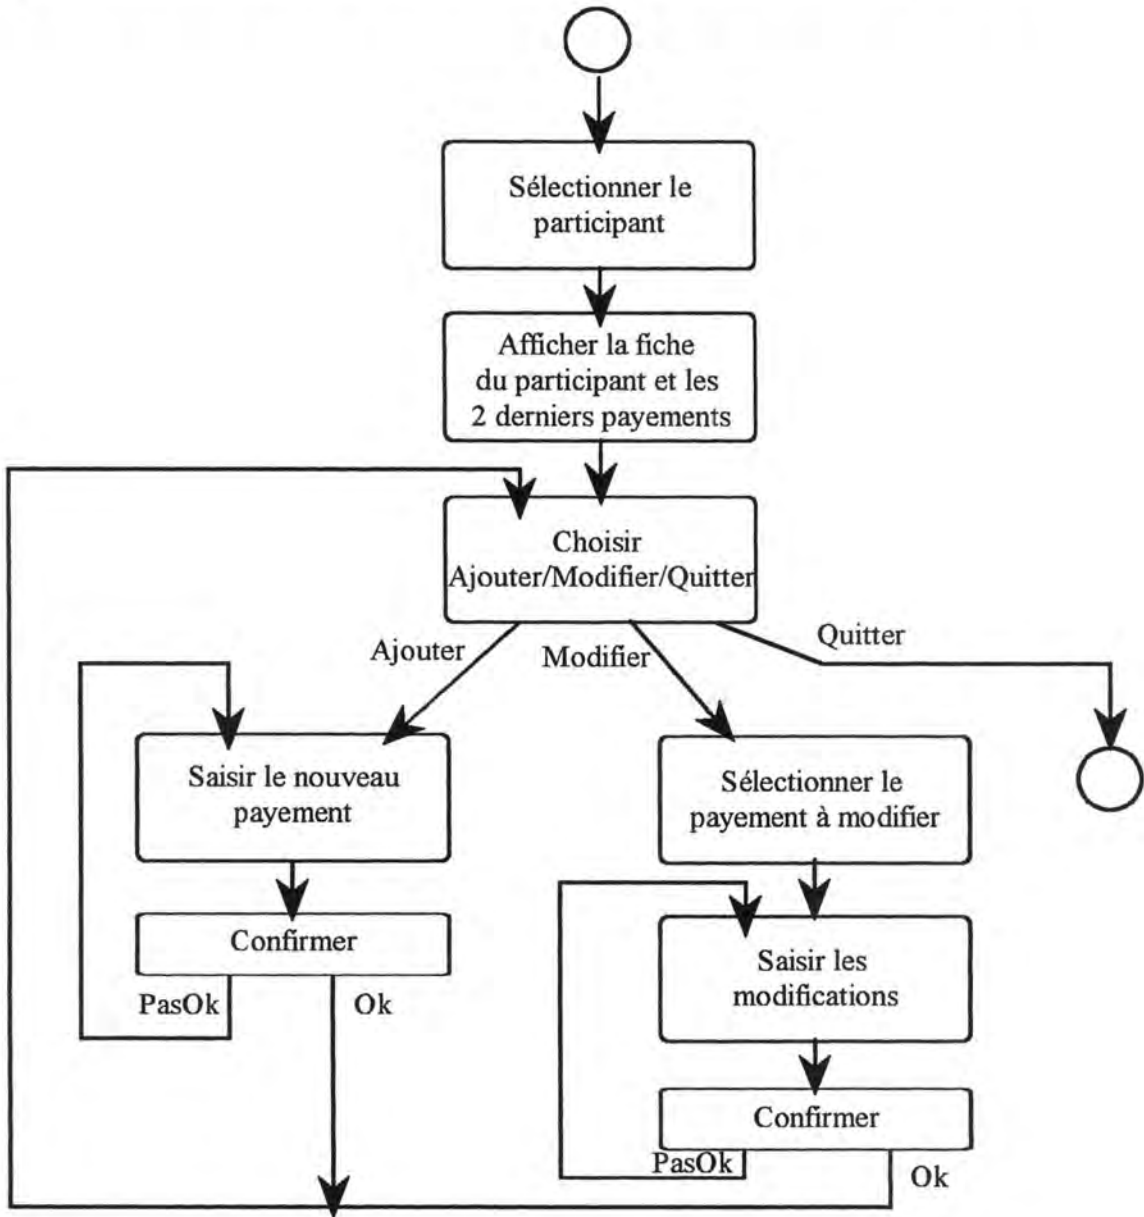 Sélectionner le
participant
Afficher la fiche
du participant et les
2 derniers payements
Choisir
Ajouter/Modifier/Quitter
Ajouter
Modifier
Quitter
Saisir le nouveau
payement
Sélectionner le
payement à modifier
Confirmer
PasOk
Ok
Saisir les
modifications
Confirmer
PasOk
Ok